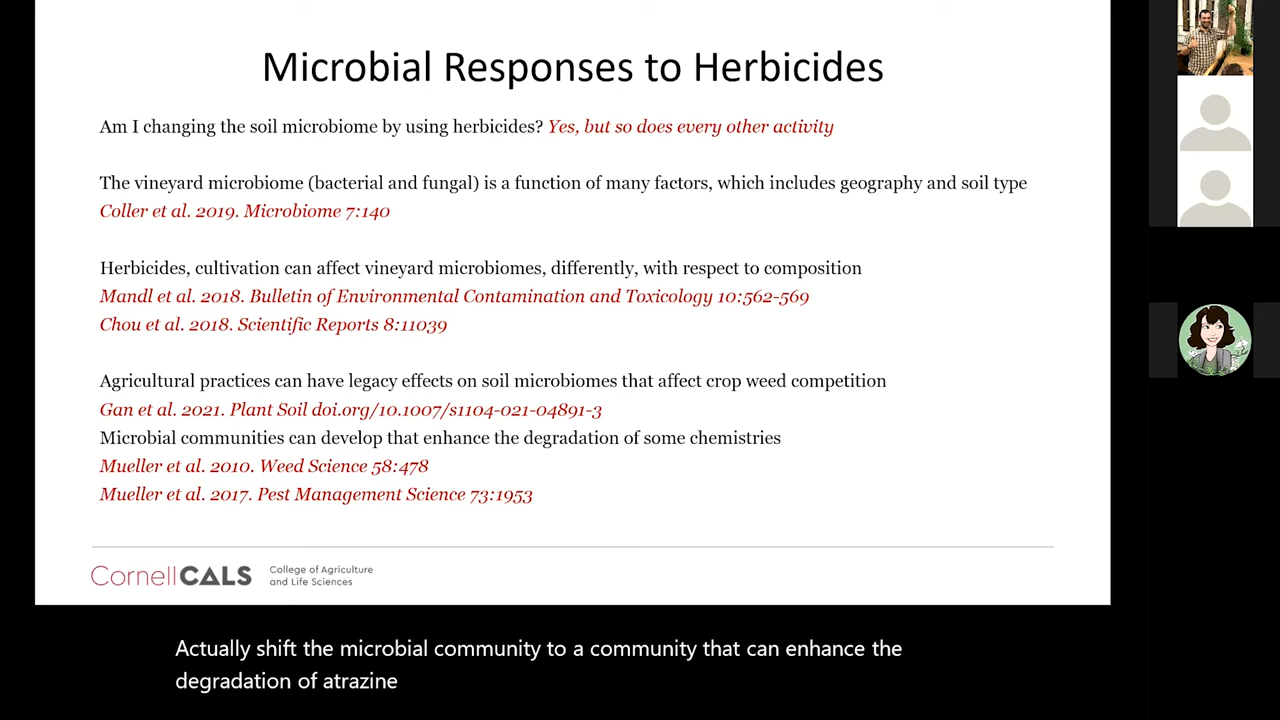 Microbial Responses to Herbicides
Am I changing the soil microbiome by using herbicides? Yes, but so does every other activity
The vineyard microbiome (bacterial and fungal) is a function of many factors, which includes geography and soil type
Coller et al. 2019. Microbiome 7:140
Herbicides, cultivation can affect vineyard microbiomes, differently, with respect to composition
Mandl et al. 2018. Bulletin of Environmental Contamination and Toxicology 10:562-569
Chou et al. 2018. Scientific Reports 8:11039
Agricultural practices can have legacy effects on soil microbiomes that affect crop weed competition
Gan et al. 2021. Plant Soil doi.org/10.1007/s1104-021-04891-3
Microbial communities can develop that enhance the degradation of some chemistries
Mueller et al. 2010. Weed Science 58:478
Mueller et al. 2017. Pest Management Science 73:1953
CornellCALS
College of Agriculture
and Life Sciences
Actually shift the microbial community to a community that can enhance the
degradation of atrazine